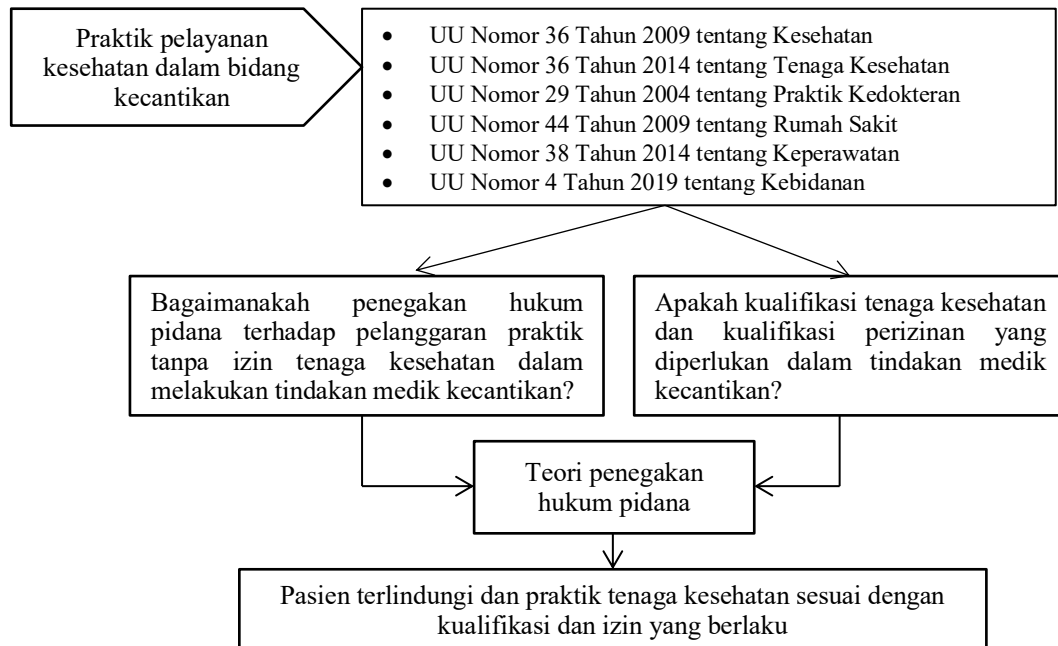 Praktik pelayanan
kesehatan dalam bidang
kecantikan
• UU Nomor 36 Tahun 2009 tentang Kesehatan
• UU Nomor 36 Tahun 2014 tentang Tenaga Kesehatan
• UU Nomor 29 Tahun 2004 tentang Praktik Kedokteran
• UU Nomor 44 Tahun 2009 tentang Rumah Sakit
• UU Nomor 38 Tahun 2014 tentang Keperawatan
• UU Nomor 4 Tahun 2019 tentang Kebidanan
Bagaimanakah penegakan hukum
pidana terhadap pelanggaran praktik
tanpa izin tenaga kesehatan dalam
melakukan tindakan medik kecantikan?
Apakah kualifikasi tenaga kesehatan
dan kualifikasi perizinan yang
diperlukan dalam tindakan medik
kecantikan?
Teori penegakan
hukum pidana
Pasien terlindungi dan praktik tenaga kesehatan sesuai dengan
kualifikasi dan izin yang berlaku